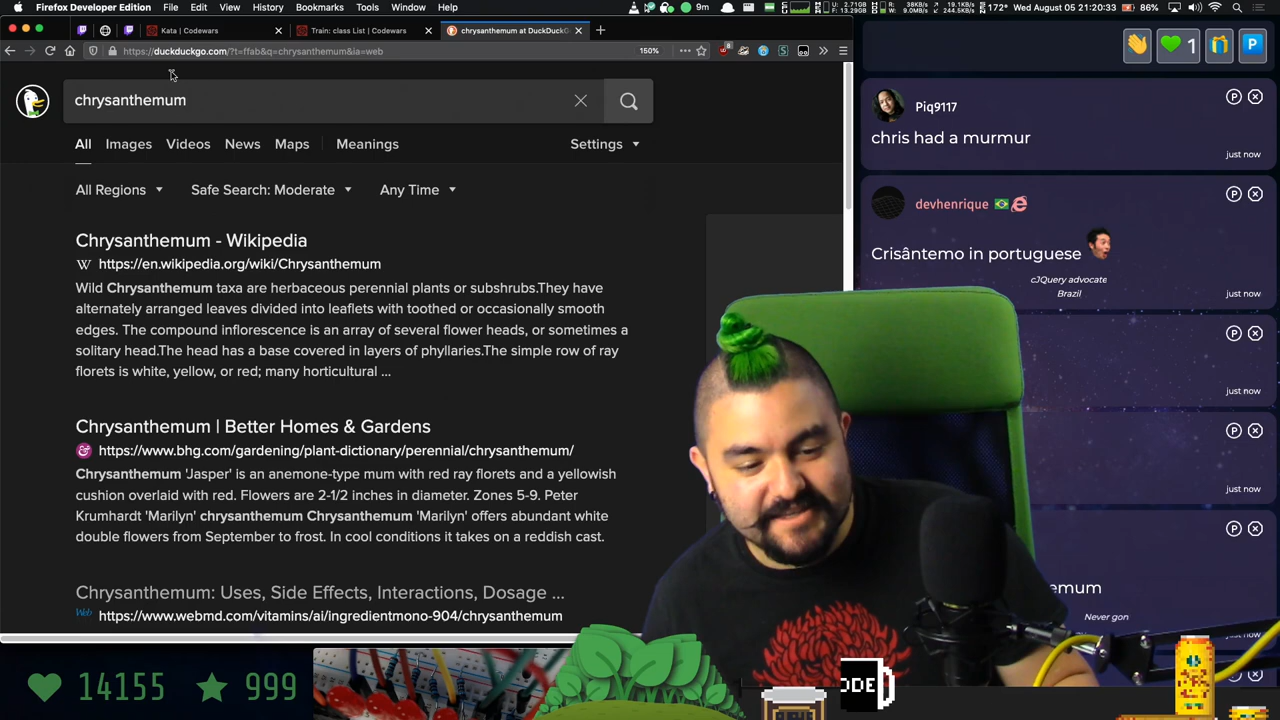 Firefox Developer Edition File Edit View History Bookmarks Tools Window Help
9m
R: 38KB/s W: 244.6KB/s
172° Wed August 05 21:20:33 86%
Kata | Codewars
Train: class List | Codewars
chrysanthemum at DuckDuckG
https://duckduckgo.com/?t=ffab&q=chrysanthemum&ia=web
150%
chrysanthemum
All Images Videos News Maps Meanings Settings
All Regions Safe Search: Moderate Any Time
Chrysanthemum - Wikipedia
W https://en.wikipedia.org/wiki/Chrysanthemum
Wild Chrysanthemum taxa are herbaceous perennial plants or subshrubs.They have
alternately arranged leaves divided into leaflets with toothed or occasionally smooth
edges. The compound inflorescence is an array of several flower heads, or sometimes a
solitary head.The head has a base covered in layers of phyllaries.The simple row of ray
florets is white, yellow, or red; many horticultural ...
Chrysanthemum | Better Homes & Gardens
https://www.bhg.com/gardening/plant-dictionary/perennial/chrysanthemum/
Chrysanthemum 'Jasper' is an anemone-type mum with red ray florets and a yellowish
cushion overlaid with red. Flowers are 2-1/2 inches in diameter. Zones 5-9. Peter
Krumhardt 'Marilyn' chrysanthemum Chrysanthemum 'Marilyn' offers abundant white
double flowers from September to frost. In cool conditions it takes on a reddish cast.
Chrysanthemum: Uses, Side Effects, Interactions, Dosage ...
Web https://www.webmd.com/vitamins/ai/ingredientmono-904/chrysanthemum
1
P
Piq9117
P
chris had a murmur
just now
devhenrique
P
Crisântemo in portuguese
cJQuery advocate
Brazil
just now
P
just now
P
just now
P
emum
Never gon
just now
14155
999
ODE